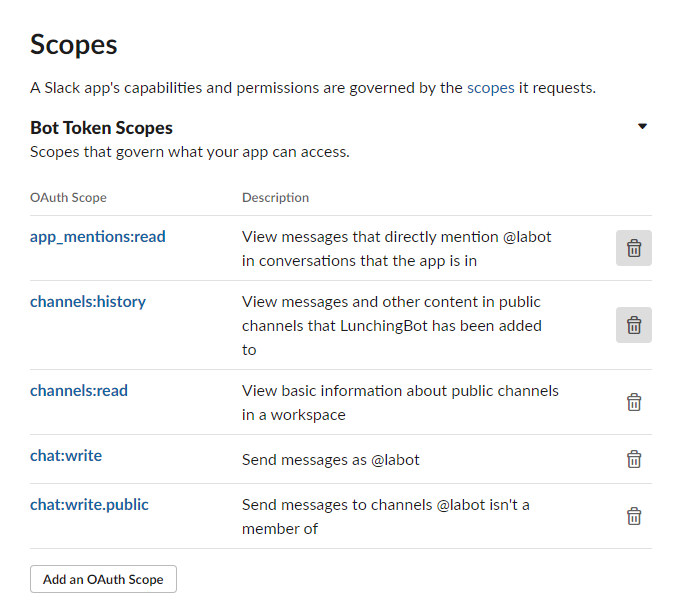 Scopes
A Slack app's capabilities and permissions are governed by the scopes it requests.
Bot Token Scopes
Scopes that govern what your app can access.
OAuth Scope Description
app_mentions:read View messages that directly mention @labot
in conversations that the app is in
channels:history View messages and other content in public
channels that LunchingBot has been added
to
channels:read View basic information about public channels
in a workspace
chat:write Send messages as @labot
chat:write.public Send messages to channels @labot isn't a
member of
Add an OAuth Scope